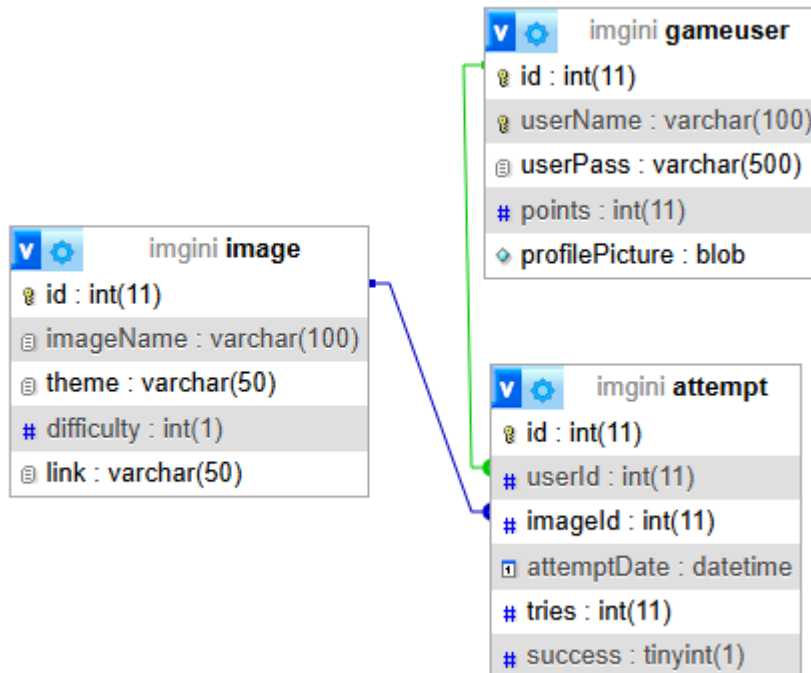 v imgini gameuser
id : int(11)
userName : varchar(100)
userPass : varchar(500)
# points : int(11)
profilePicture : blob
v imgini image
id : int(11)
imageName : varchar(100)
theme : varchar(50)
# difficulty : int(1)
link : varchar(50)
v imgini attempt
id : int(11)
# userId : int(11)
# imageId : int(11)
attemptDate : datetime
# tries : int(11)
# success : tinyint(1)